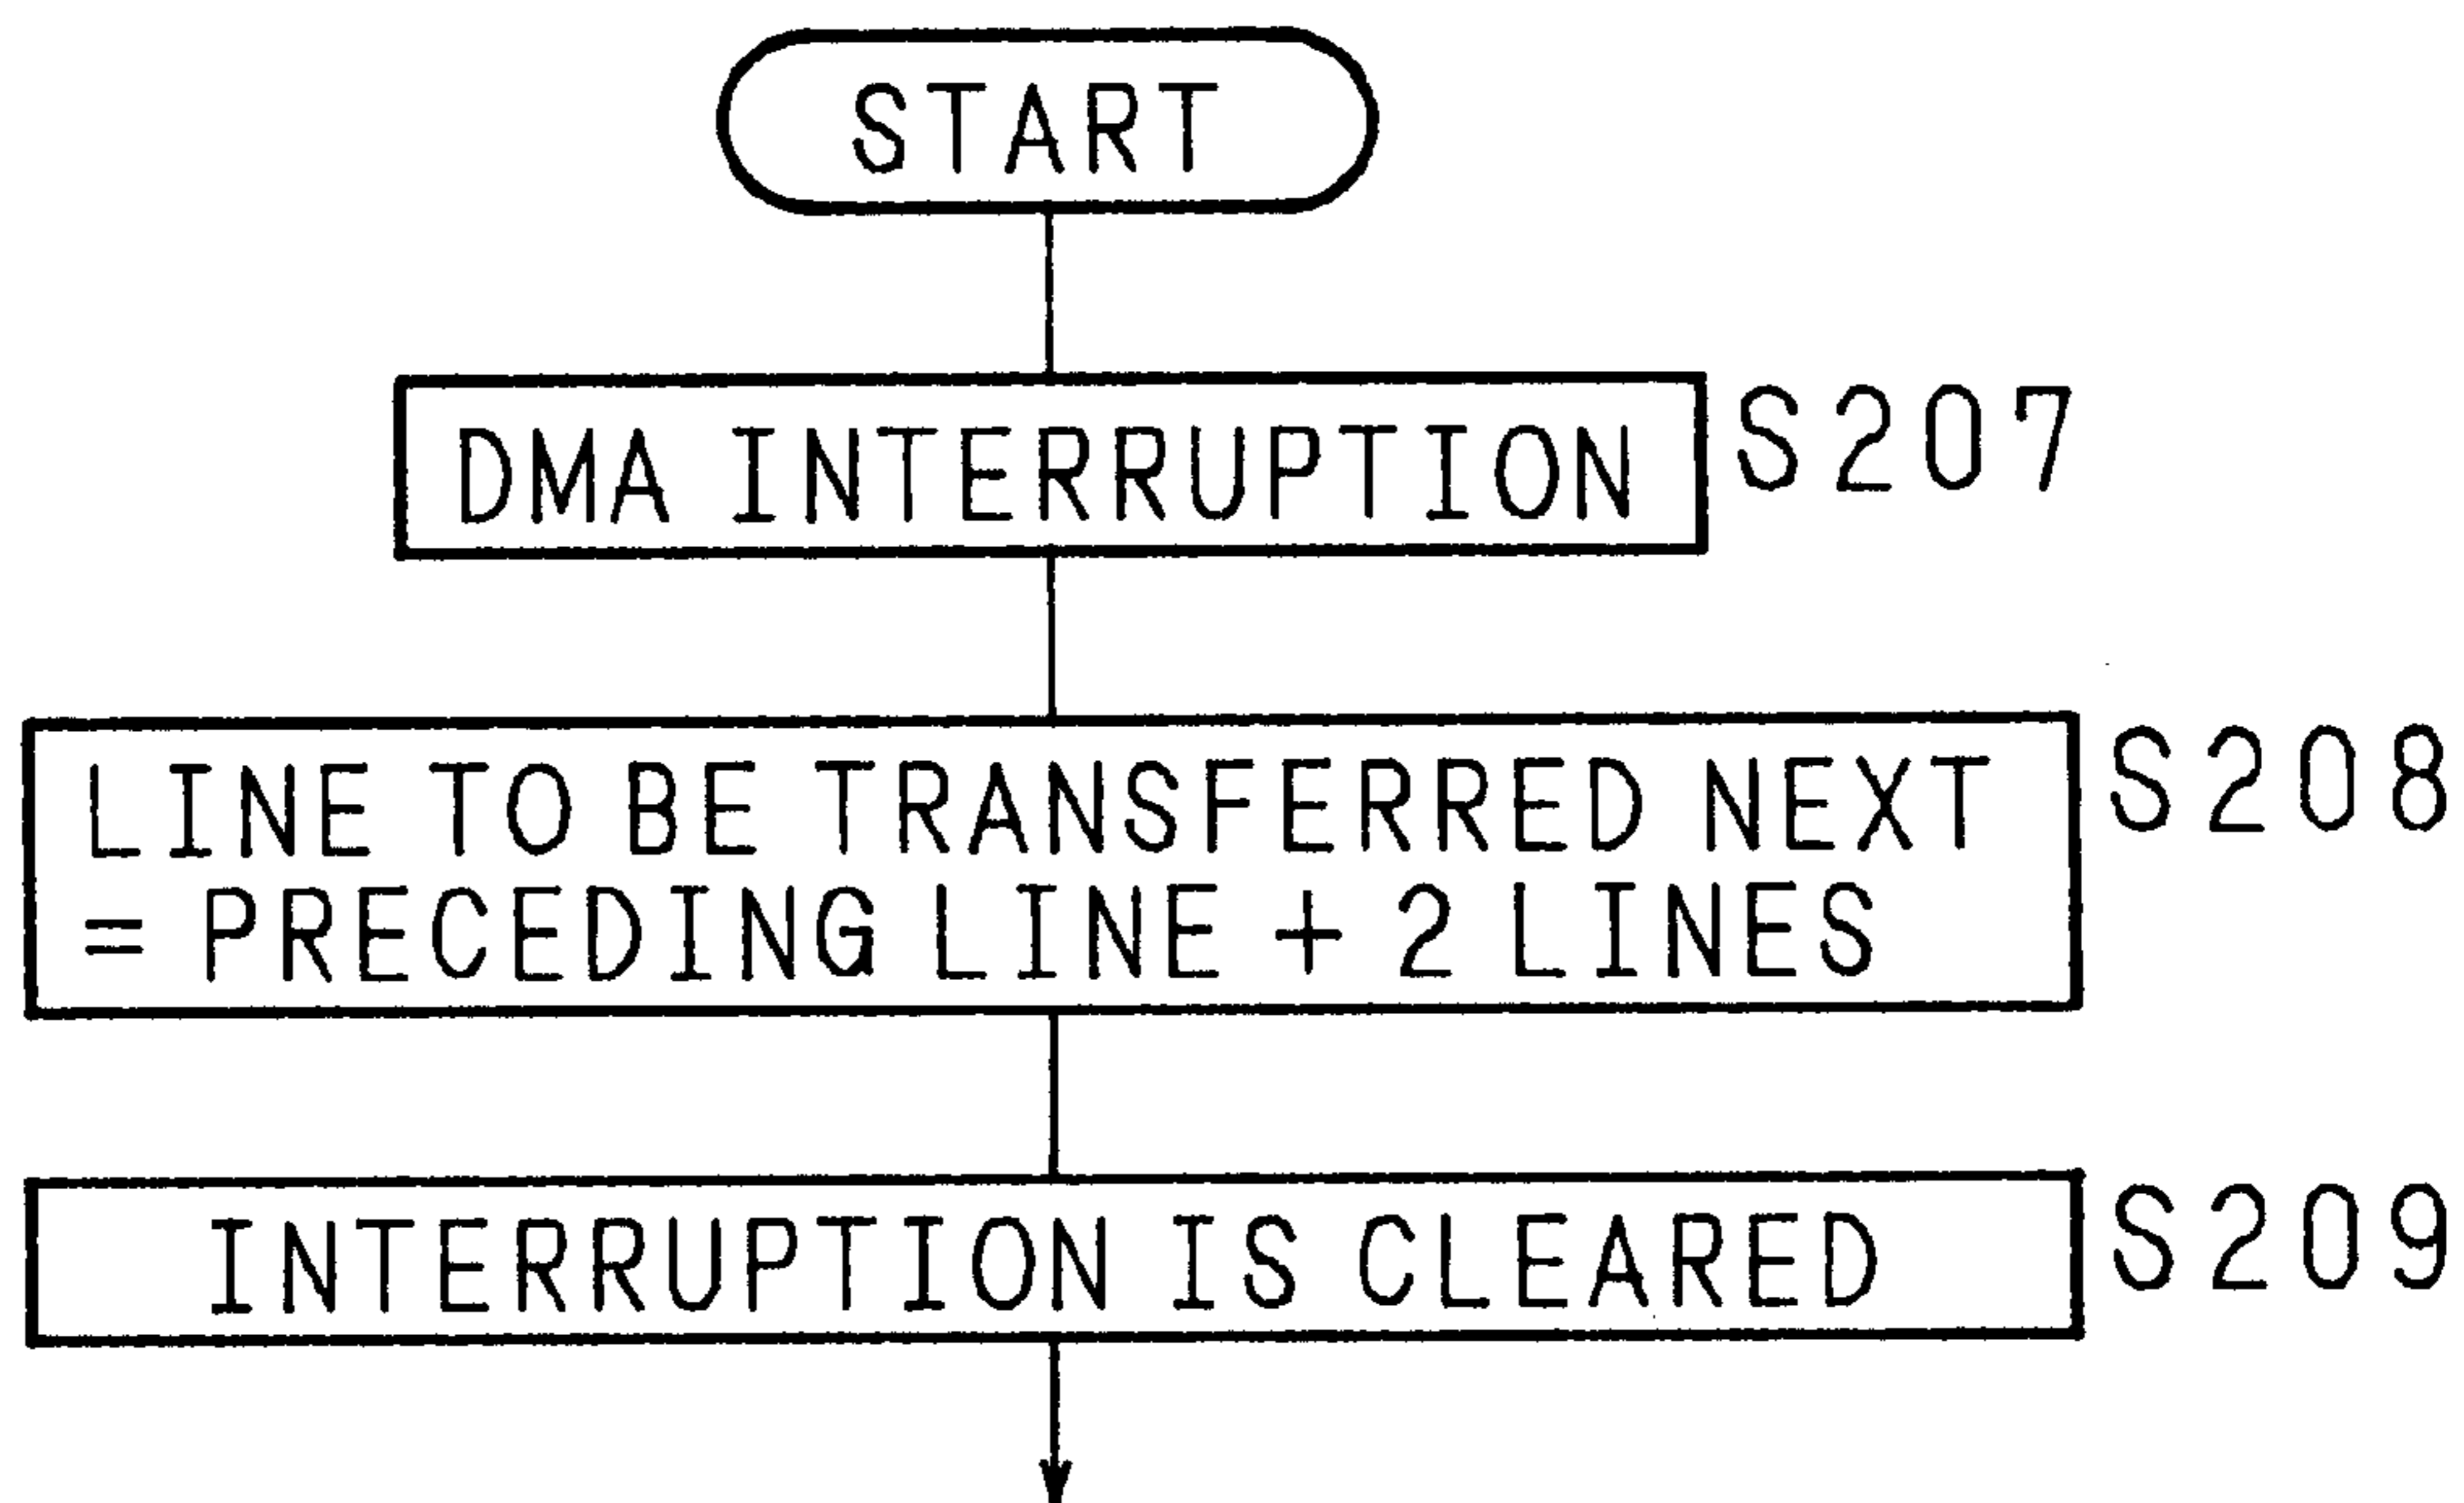 START
DMA INTERRUPTION
S207
LINE TO BE TRANSFERRED NEXT
= PRECEDING LINE + 2 LINES
S208
INTERRUPTION IS CLEARED
S209